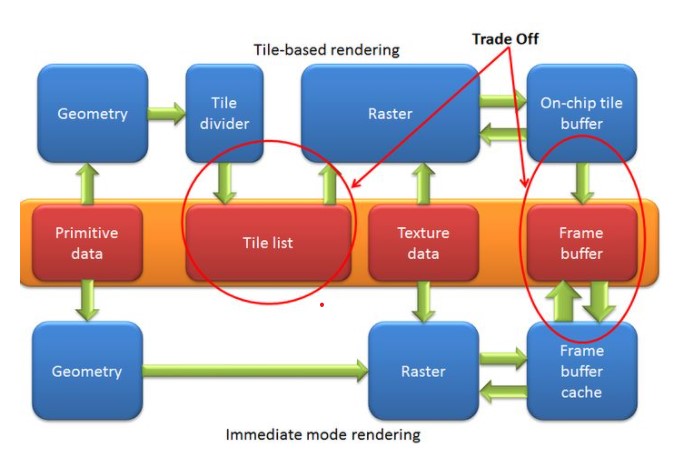 Trade Off
Tile-based rendering
Geometry
Tile
divider
Raster
On-chip tile
buffer
Primitive
data
Tile list
Texture
data
Frame
buffer
Geometry
Raster
Frame
buffer
cache
Immediate mode rendering